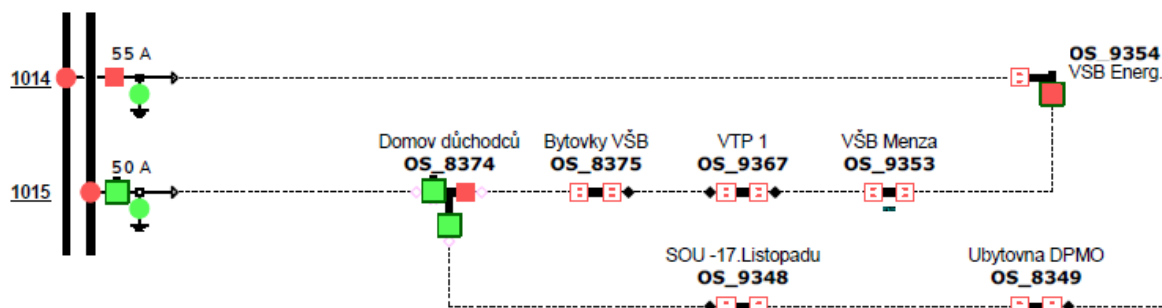 55 A
1014
OS_9354
VSB Energ.
Domov důchodců
OS_8374
Bytovky VŠB
OS_8375
VTP 1
OS_9367
VŠB Menza
OS_9353
50 A
1015
SOU -17.Listopadu
OS_9348
Ubytovna DPMO
OS_8349